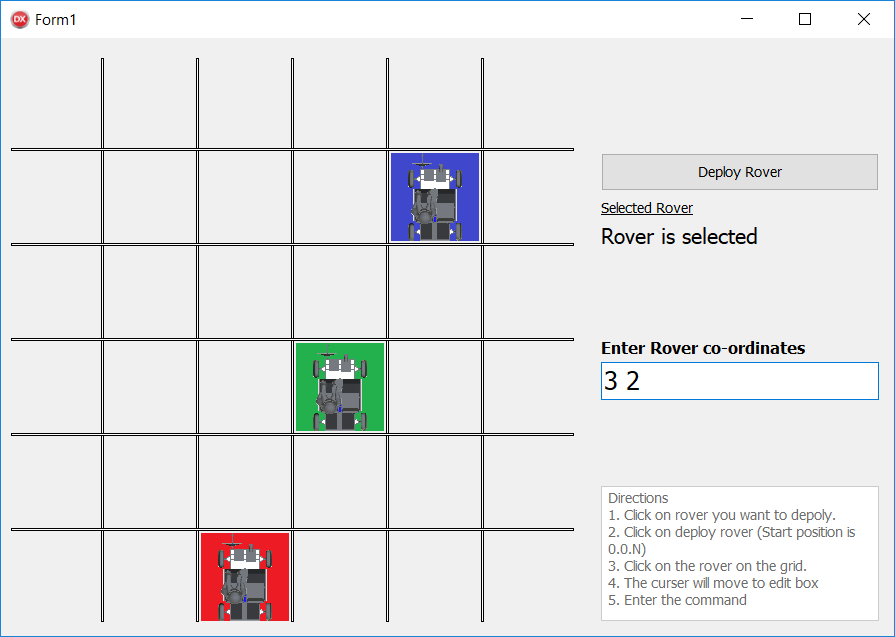 DX Form1
Deploy Rover
Selected Rover
Rover is selected
Enter Rover co-ordinates
3 2
Directions
1. Click on rover you want to depoly.
2. Click on deploy rover (Start position is
0.0.N)
3. Click on the rover on the grid.
4. The curser will move to edit box
5. Enter the command